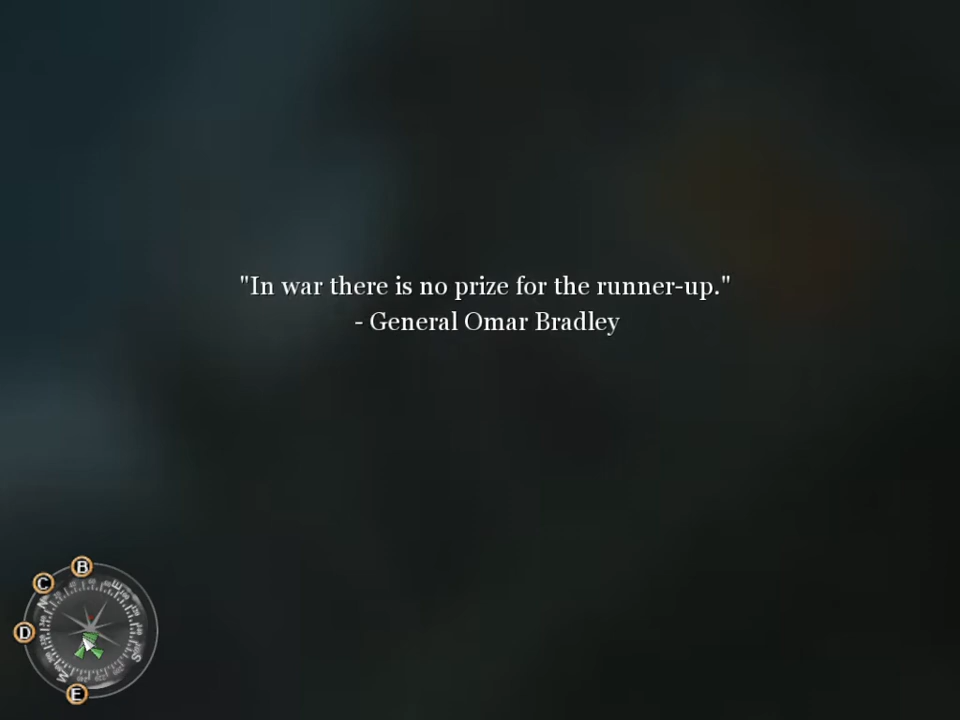 "In war there is no prize for the runner-up."
- General Omar Bradley
B
C
D
E
N
E
S
W